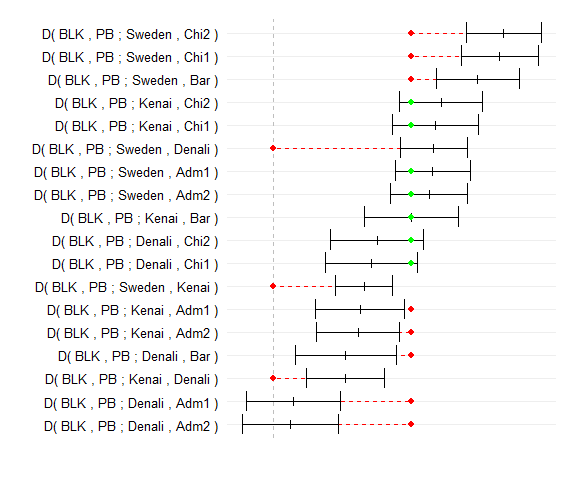 D( BLK , PB ; Sweden , Chi2 )
D( BLK , PB ; Sweden , Chi1 )
D( BLK , PB ; Sweden , Bar )
D( BLK , PB ; Kenai , Chi2 )
D( BLK , PB ; Kenai , Chi1 )
D( BLK , PB ; Sweden , Denali )
D( BLK , PB ; Sweden , Adm1 )
D( BLK , PB ; Sweden , Adm2 )
D( BLK , PB ; Kenai , Bar )
D( BLK , PB ; Denali , Chi2 )
D( BLK , PB ; Denali , Chi1 )
D( BLK , PB ; Sweden , Kenai )
D( BLK , PB ; Kenai , Adm1 )
D( BLK , PB ; Kenai , Adm2 )
D( BLK , PB ; Denali , Bar )
D( BLK , PB ; Kenai , Denali )
D( BLK , PB ; Denali , Adm1 )
D( BLK , PB ; Denali , Adm2 )